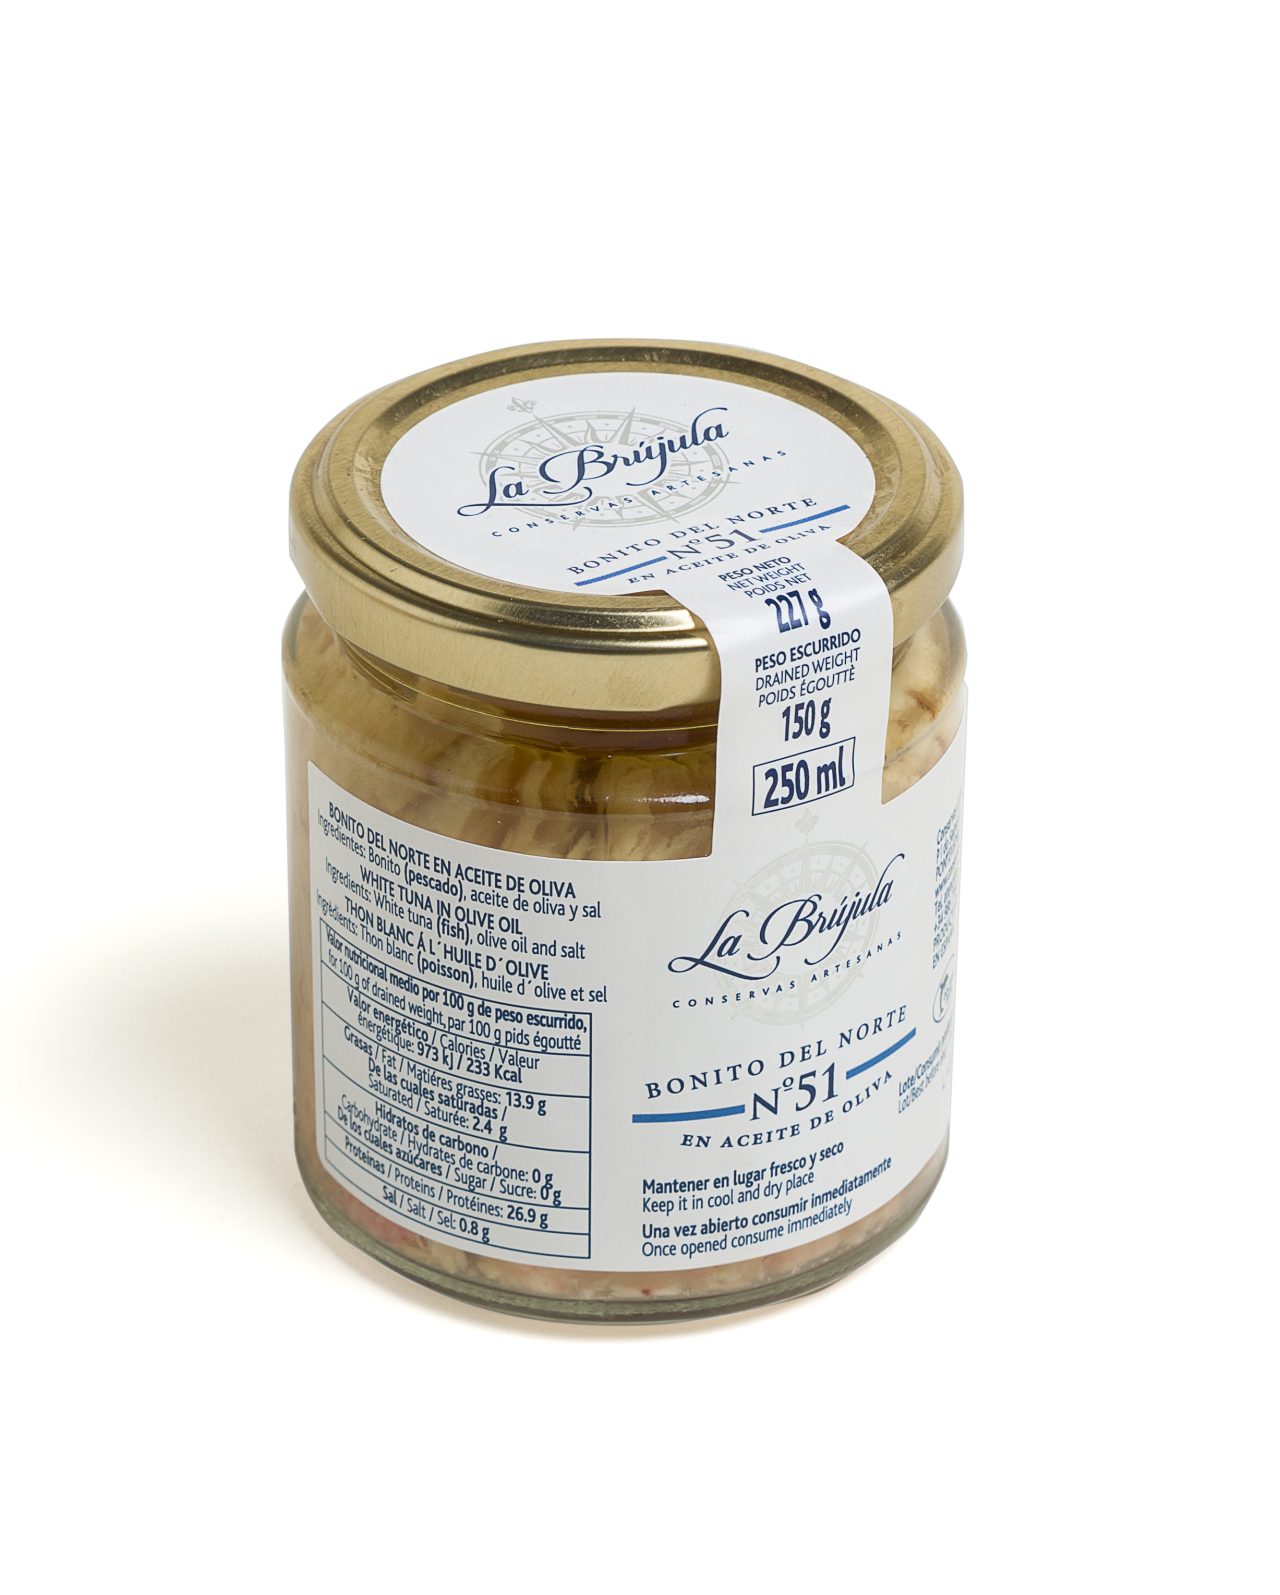 La Brújula
CONSERVAS ARTESANAS
BONITO DEL NORTE
Nº51
EN ACEITE DE OLIVA
PESO NETO
NET WEIGHT
POIDS NET
227 g
PESO ESCURRIDO
DRAINED WEIGHT
POIDS ÉGOUTTÈ
150 g
250 ml
BONITO DEL NORTE EN ACEITE DE OLIVA
Ingredientes: Bonito (pescado), aceite de oliva y sal
WHITE TUNA IN OLIVE OIL
Ingredients: White tuna (fish), olive oil and salt
THON BLANC Á L´HUILE D´OLIVE
Ingrédients: Thon blanc (poisson), huile d´olive et sel
Valor nutricional medio por 100 g de peso escurrido,
for 100 g of drained weight, par 100 g pids égoutté
Valor energético / Calories / Valeur
énergétique: 973 kJ / 233 Kcal
Grasas / Fat / Matiéres grasses: 13.9 g
De las cuales saturadas /
Saturated / Saturée: 2.4 g
Hidratos de carbono /
Carbohydrate / Hydrates de carbone: 0 g
De los cuales azúcares / Sugar / Sucre: 0 g
Proteinas / Proteins / Protéines: 26.9 g
Sal / Salt / Sel: 0.8 g
La Brújula
CONSERVAS ARTESANAS
BONITO DEL NORTE
Nº51
EN ACEITE DE OLIVA
Mantener en lugar fresco y seco
Keep it in cool and dry place
Una vez abierto consumir inmediatamente
Once opened consume immediately
Lote/Consumir
Lot/Best